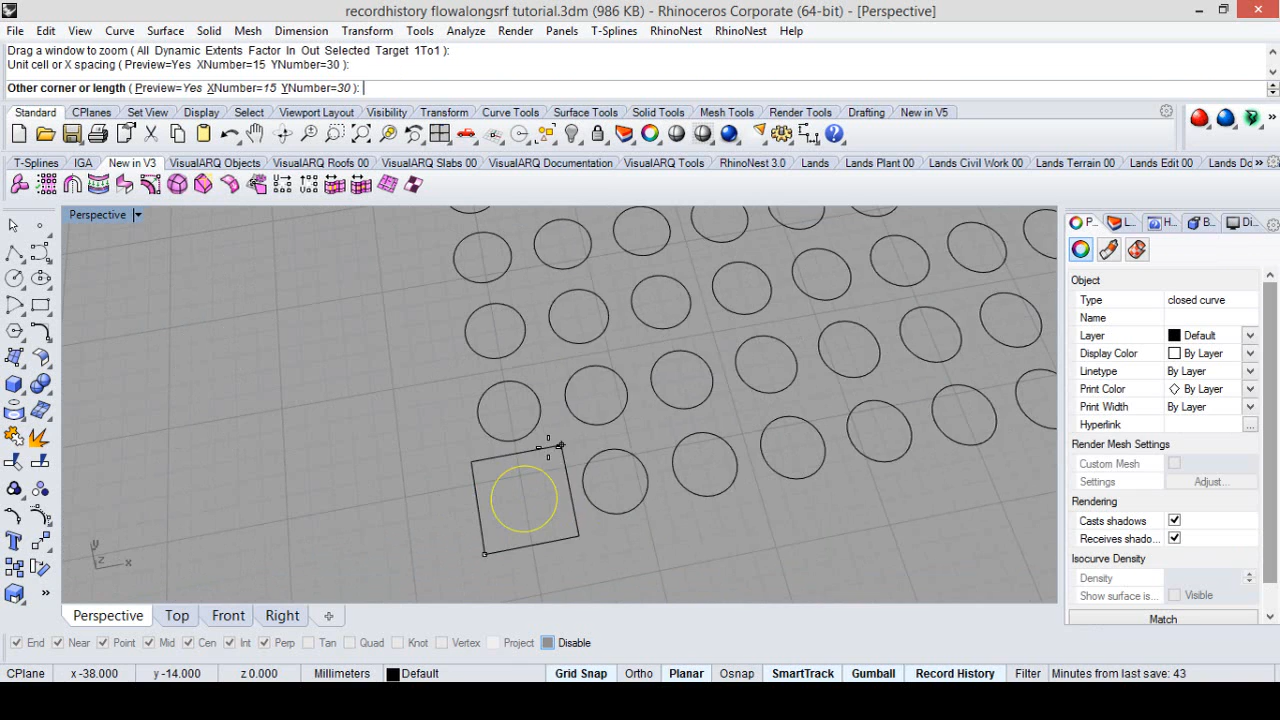 recordhistory flowalongsrf tutorial.3dm (986 KB) - Rhinoceros Corporate (64-bit) - [Perspective]
File Edit View Curve Surface Solid Mesh Dimension Transform Tools Analyze Render Panels T-Splines RhinoNest RhinoNest Help
Drag a window to zoom ( All Dynamic Extents Factor In Out Selected Target 1To1 ):
Unit cell or X spacing ( Preview=Yes XNumber=15 YNumber=30 ):
Other corner or length ( Preview=Yes XNumber=15 YNumber=30 ):
Standard CPlanes Set View Display Select Viewport Layout Visibility Transform Curve Tools Surface Tools Solid Tools Mesh Tools Render Tools Drafting New in V5
T-Splines IGA New in V3 VisualARQ Objects VisualARQ Roofs 00 VisualARQ Slabs 00 VisualARQ Documentation VisualARQ Tools RhinoNest 3.0 Lands Lands Plant 00 Lands Civil Work 00 Lands Terrain 00 Lands Edit 00 Lands Do
Perspective
P... L... H... B... Di
Object
Type closed curve
Name
Layer Default
Display Color By Layer
Linetype By Layer
Print Color By Layer
Print Width By Layer
Hyperlink ...
Render Mesh Settings
Custom Mesh
Settings Adjust...
Rendering
Casts shadows
Receives shado...
Isocurve Density
Density
Show surface is... Visible
Match
y
z x
Perspective Top Front Right
End Near Point Mid Cen Int Perp Tan Quad Knot Vertex Project Disable
CPlane x -38.000 y -14.000 z 0.000 Millimeters Default Grid Snap Ortho Planar Osnap SmartTrack Gumball Record History Filter Minutes from last save: 43